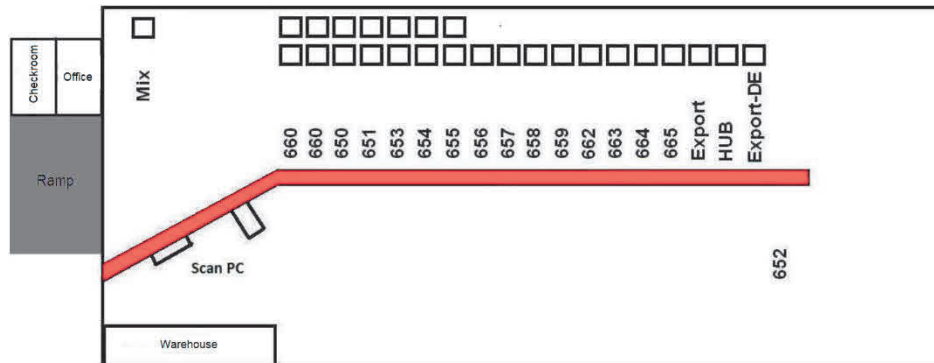 Checkroom
Office
Mix
Ramp
660
660
650
651
653
654
655
656
657
658
659
662
663
664
665
Export
HUB
Export-DE
Scan PC
652
Warehouse